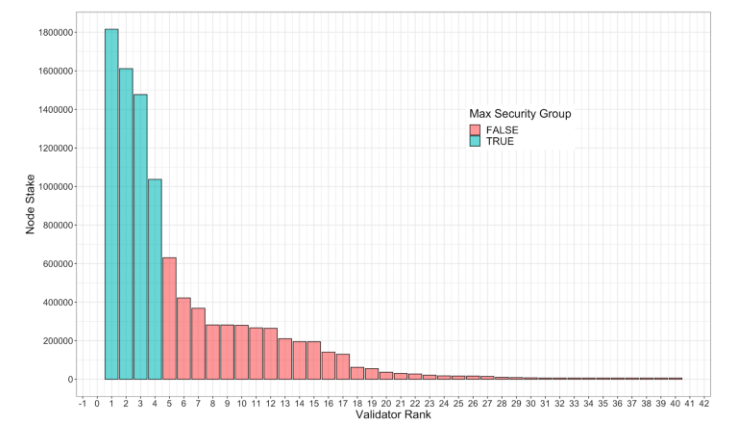 1800000
1600000
1400000
1200000
1000000
800000
600000
400000
200000
0
Node Stake
Max Security Group
FALSE
TRUE
-1 0 1 2 3 4 5 6 7 8 9 10 11 12 13 14 15 16 17 18 19 20 21 22 23 24 25 26 27 28 29 30 31 32 33 34 35 36 37 38 39 40 41 42
Validator Rank